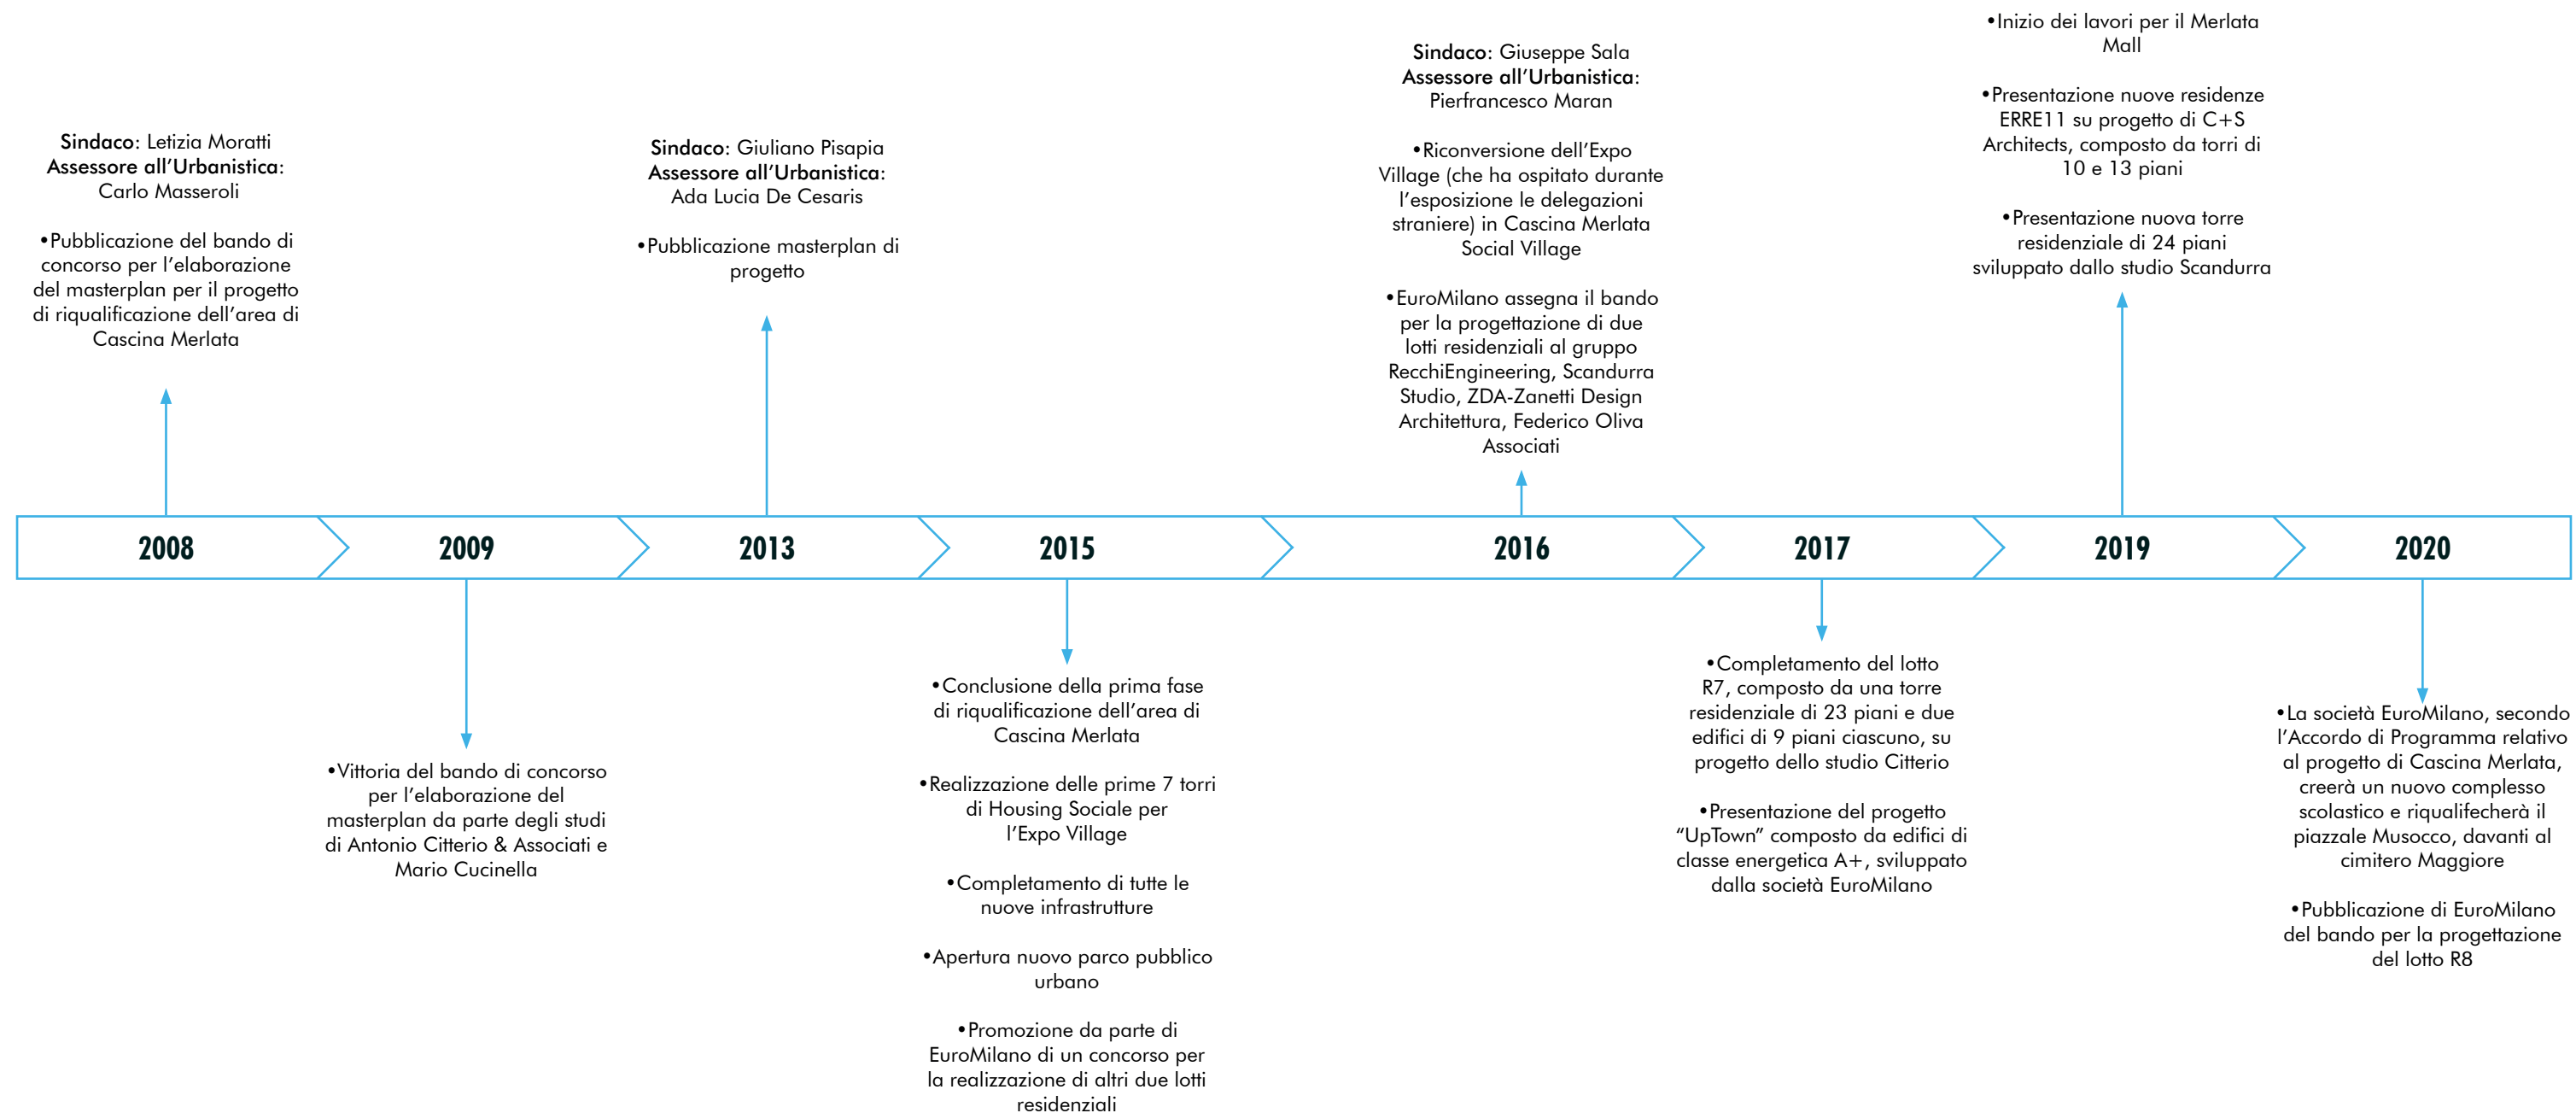 Sindaco: Letizia Moratti
Assessore all’Urbanistica:
Carlo Masseroli
•Pubblicazione del bando di
concorso per l’elaborazione
del masterplan per il progetto
di riqualificazione dell’area di
Cascina Merlata
Sindaco: Giuliano Pisapia
Assessore all’Urbanistica:
Ada Lucia De Cesaris
•Pubblicazione masterplan di
progetto
Sindaco: Giuseppe Sala
Assessore all’Urbanistica:
Pierfrancesco Maran
•Riconversione dell’Expo
Village (che ha ospitato durante
l’esposizione le delegazioni
straniere) in Cascina Merlata
Social Village
•EuroMilano assegna il bando
per la progettazione di due
lotti residenziali al gruppo
RecchiEngineering, Scandurra
Studio, ZDA-Zanetti Design
Architettura, Federico Oliva
Associati
•Inizio dei lavori per il Merlata
Mall
•Presentazione nuove residenze
ERRE11 su progetto di C+S
Architects, composto da torri di
10 e 13 piani
•Presentazione nuova torre
residenziale di 24 piani
sviluppato dallo studio Scandurra
2008
2009
2013
2015
2016
2017
2019
2020
•Vittoria del bando di concorso
per l’elaborazione del
masterplan da parte degli studi
di Antonio Citterio & Associati e
Mario Cucinella
•Conclusione della prima fase
di riqualificazione dell’area di
Cascina Merlata
•Realizzazione delle prime 7 torri
di Housing Sociale per
l’Expo Village
•Completamento di tutte le
nuove infrastrutture
•Apertura nuovo parco pubblico
urbano
•Promozione da parte di
EuroMilano di un concorso per
la realizzazione di altri due lotti
residenziali
•Completamento del lotto
R7, composto da una torre
residenziale di 23 piani e due
edifici di 9 piani ciascuno, su
progetto dello studio Citterio
•Presentazione del progetto
“UpTown” composto da edifici di
classe energetica A+, sviluppato
dalla società EuroMilano
•La società EuroMilano, secondo
l’Accordo di Programma relativo
al progetto di Cascina Merlata,
creerà un nuovo complesso
scolastico e riqualifecherà il
piazzale Musocco, davanti al
cimitero Maggiore
•Pubblicazione di EuroMilano
del bando per la progettazione
del lotto R8